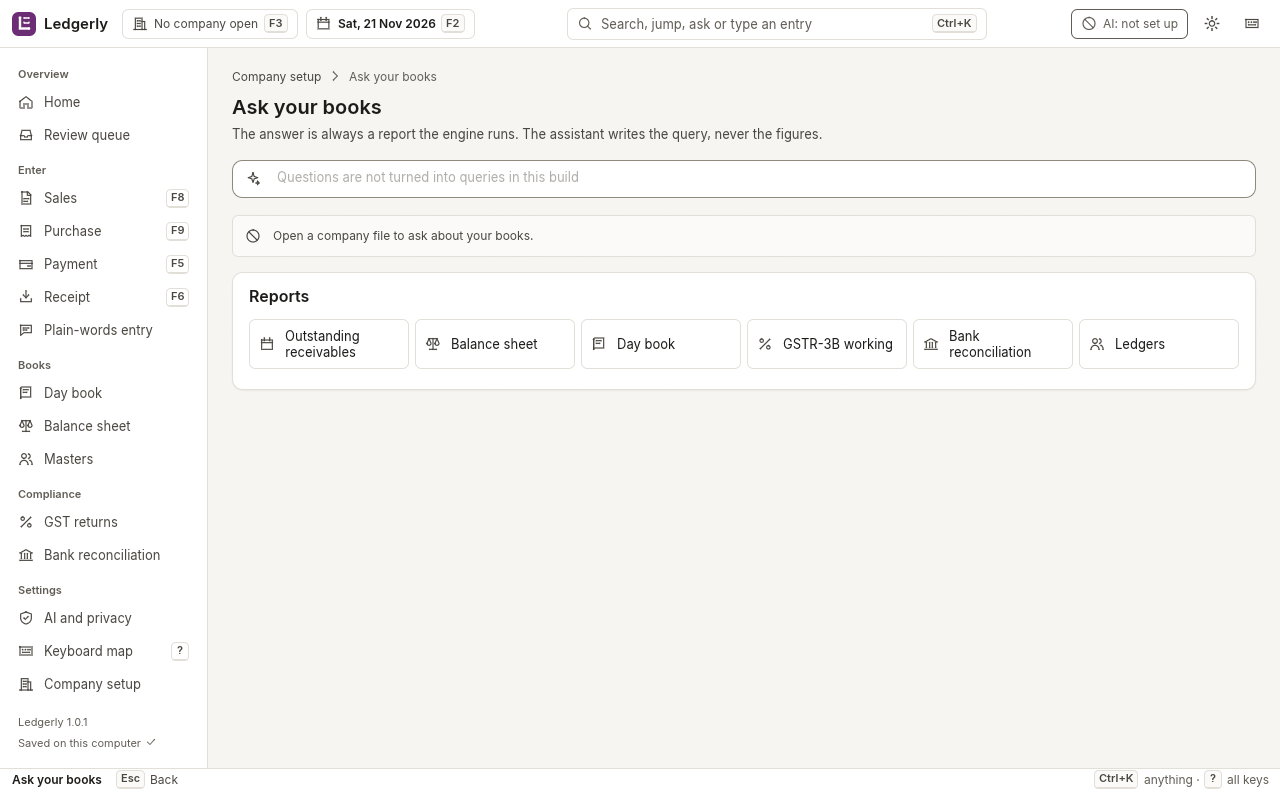 Ledgerly
No company open F3
Sat, 21 Nov 2026 F2
Search, jump, ask or type an entry Ctrl+K
AI: not set up
Overview
Home
Review queue
Enter
Sales F8
Purchase F9
Payment F5
Receipt F6
Plain-words entry
Books
Day book
Balance sheet
Masters
Compliance
GST returns
Bank reconciliation
Settings
AI and privacy
Keyboard map ?
Company setup
Ledgerly 1.0.1
Saved on this computer
Company setup > Ask your books
Ask your books
The answer is always a report the engine runs. The assistant writes the query, never the figures.
Questions are not turned into queries in this build
Open a company file to ask about your books.
Reports
Outstanding
receivables
Balance sheet
Day book
GSTR-3B working
Bank
reconciliation
Ledgers
Ask your books Esc Back
Ctrl+K anything · ? all keys